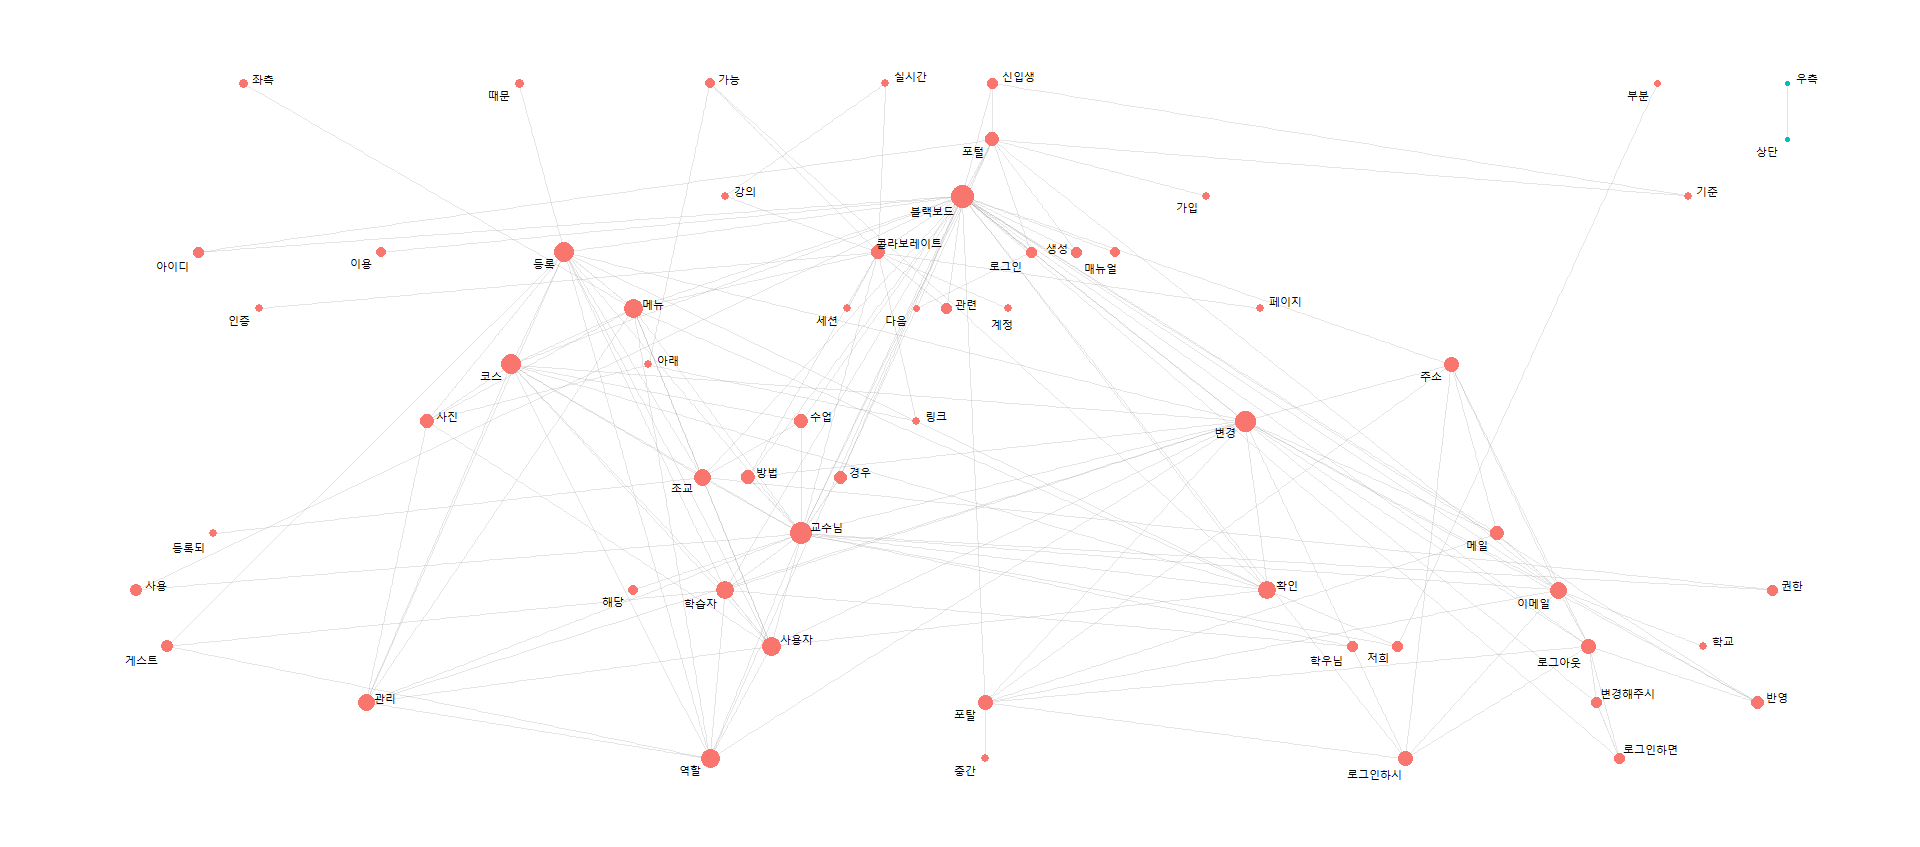 좌측
때문
가능
실시간
신입생
부분
우측
포털
상단
강의
블랙보드
가입
기준
아이디
이용
등록
콜라보레이트
로그인
생성
매뉴얼
인증
메뉴
세션
다음
관련
계정
페이지
코스
아래
주소
사진
수업
링크
변경
조교
방법
경우
등록되
교수님
메일
사용
해당
학습자
확인
이메일
권한
게스트
사용자
학우님
저희
로그아웃
학교
관리
포탈
변경해주시
반영
역할
중간
로그인하시
로그인하면